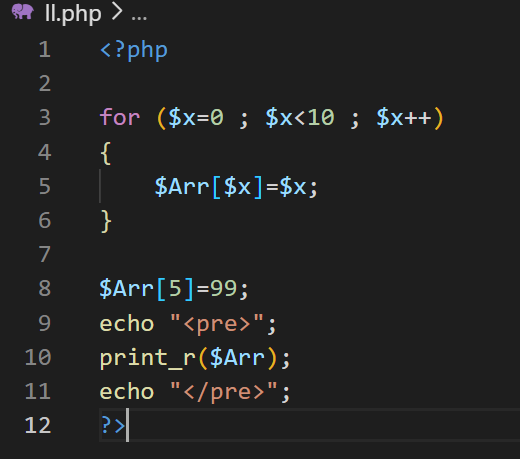 ll.php > ...
1 <?php
2
3 for ($x=0 ; $x<10 ; $x++)
4 {
5     $Arr[$x]=$x;
6 }
7
8 $Arr[5]=99;
9 echo "<pre>";
10 print_r($Arr);
11 echo "</pre>";
12 ?>